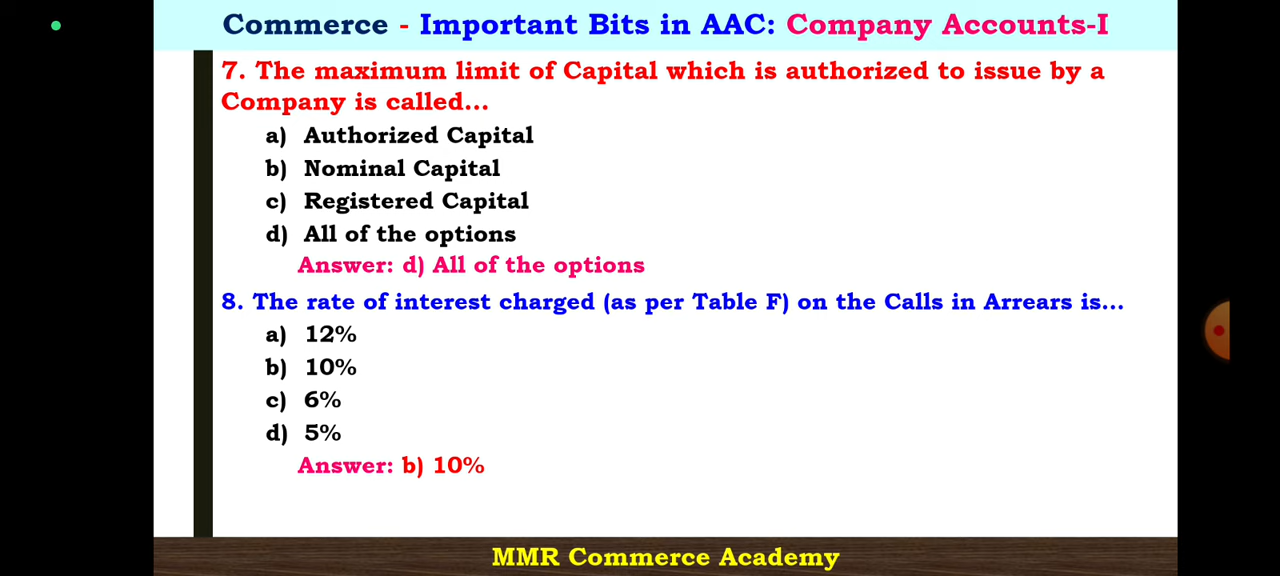 Commerce - Important Bits in AAC: Company Accounts-I
7. The maximum limit of Capital which is authorized to issue by a
Company is called...
a) Authorized Capital
b) Nominal Capital
c) Registered Capital
d) All of the options
Answer: d) All of the options
8. The rate of interest charged (as per Table F) on the Calls in Arrears is...
a) 12%
b) 10%
c) 6%
d) 5%
Answer: b) 10%
MMR Commerce Academy